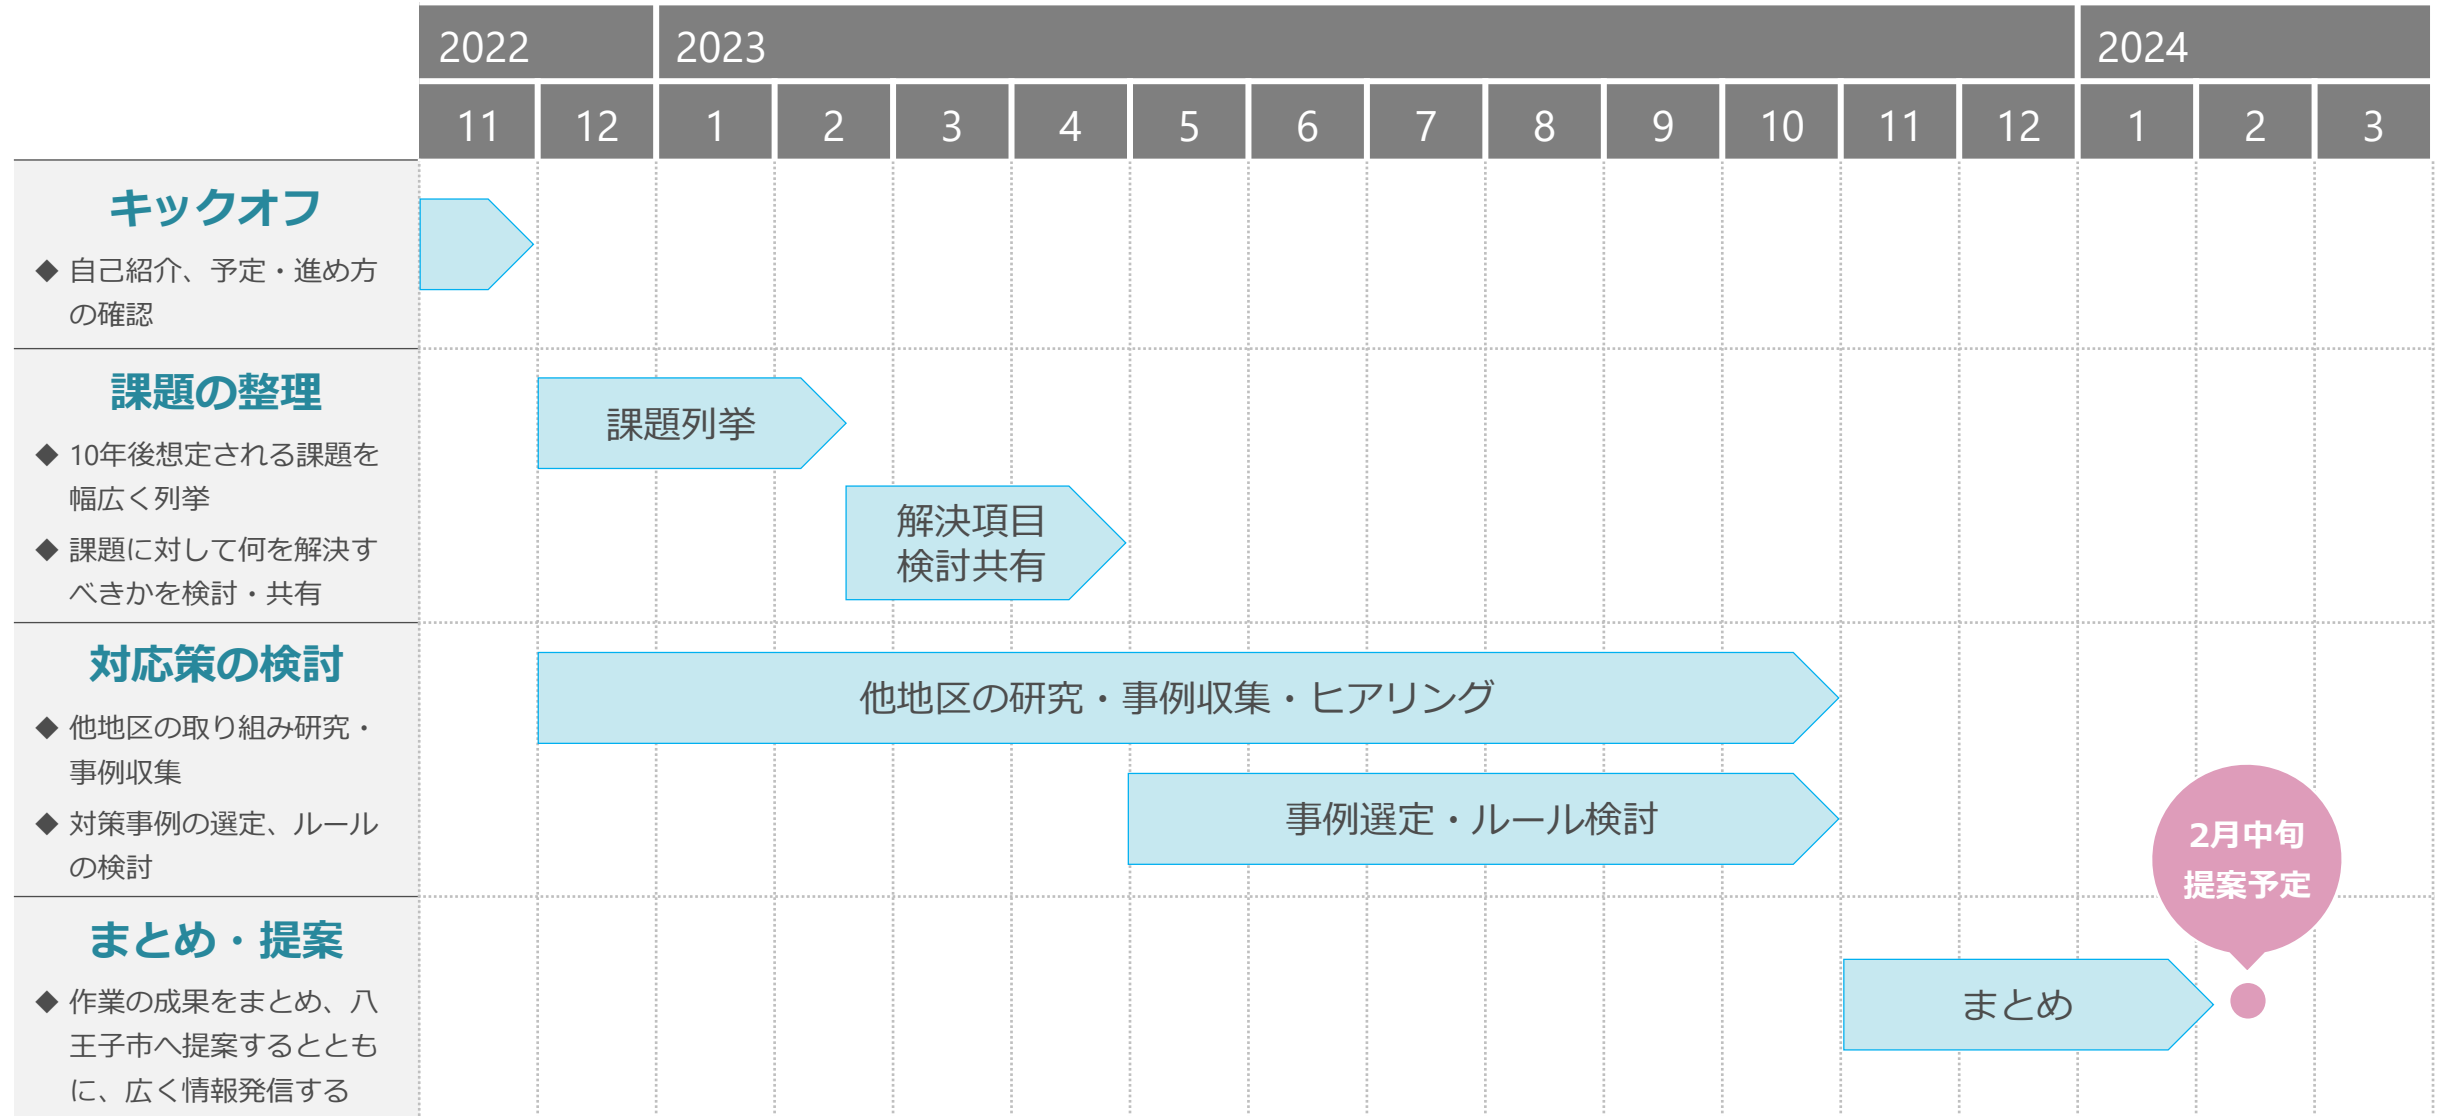 2022 2023 2024
11 12 1 2 3 4 5 6 7 8 9 10 11 12 1 2 3
キックオフ
◆ 自己紹介、予定・進め方
の確認
課題の整理
◆ 10年後想定される課題を
幅広く列挙
◆ 課題に対して何を解決す
べきかを検討・共有
課題列挙
解決項目
検討共有
対応策の検討
◆ 他地区の取り組み研究・
事例収集
◆ 対策事例の選定、ルール
の検討
他地区の研究・事例収集・ヒアリング
事例選定・ルール検討
2月中旬
提案予定
まとめ・提案
◆ 作業の成果をまとめ、八
王子市へ提案するととも
に、広く情報発信する
まとめ